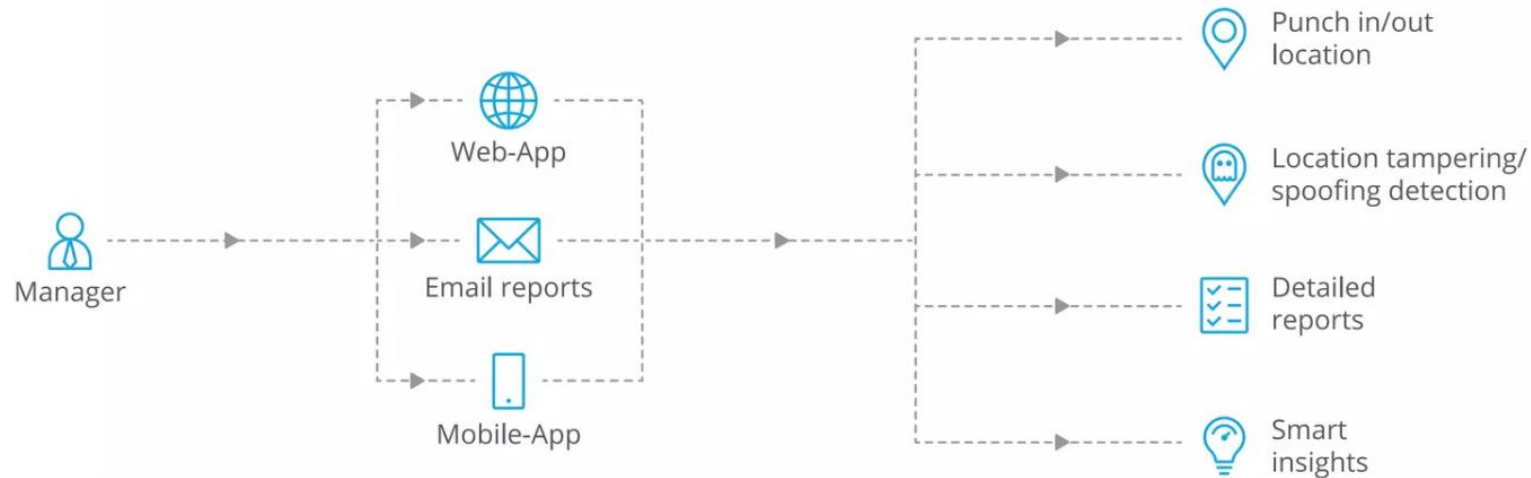 Manager
Web-App
Email reports
Mobile-App
Punch in/out
location
Location tampering/
spoofing detection
Detailed
reports
Smart
insights